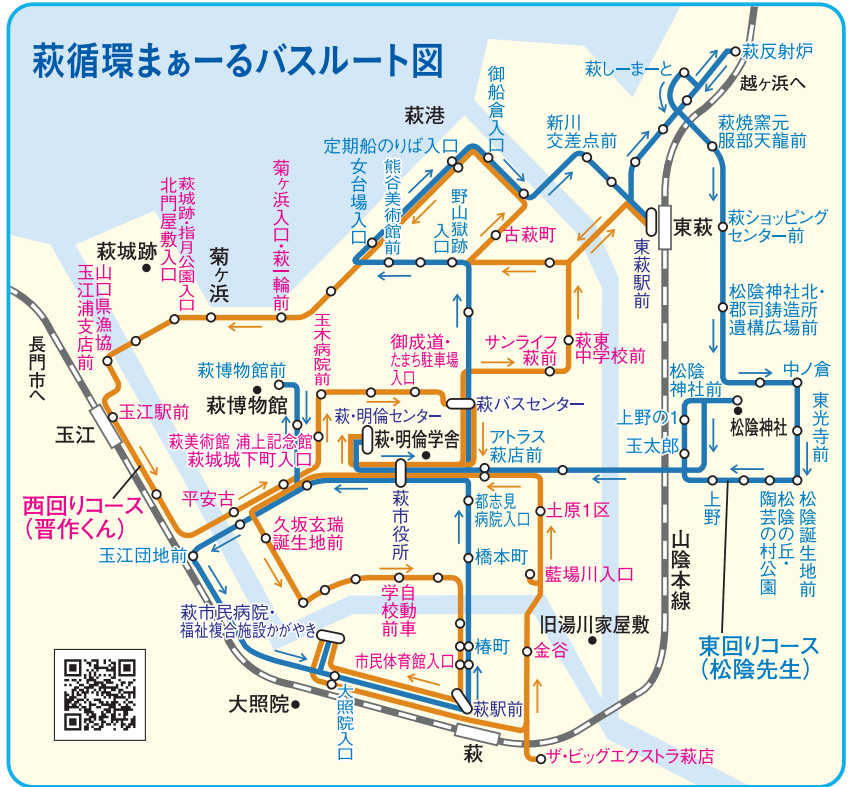 萩循環まぁーるバスルート図
萩反射炉
萩しーまーと
越ヶ浜へ
御船倉入口
萩港
新川
交差点前
萩焼窯元
服部天龍前
定期船のりば入口
女台場入口
熊谷美術館前
野山獄跡
入口
菊ヶ浜入口・萩一輪前
萩城跡・指月公園入口
北門屋敷入口
古萩町
東萩
東萩駅前
萩ショッピング
センター前
萩城跡
菊ヶ浜
山口県漁協
玉江浦支店前
松陰神社北・
郡司鋳造所
遺構広場前
長門市へ
玉木病院前
御成道・
たまち駐車場
入口
サンライフ
萩前
萩東
中学校前
萩博物館前
萩博物館
松陰
神社前
中ノ倉
玉江駅前
玉江
萩・明倫センター
萩バスセンター
上野の1
松陰神社
東光寺前
萩美術館 浦上記念館
萩城城下町入口
萩・明倫学舎
アトラス
萩店前
玉太郎
西回りコース
(晋作くん)
平安古
萩市役所
都志見
病院入口
土原1区
上野
松陰の丘・
陶芸の村公園
松陰誕生地前
久坂玄瑞
誕生地前
玉江団地前
橋本町
藍場川入口
山陰本線
自動車
学校前
萩市民病院・
福祉複合施設かがやき
旧湯川家屋敷
東回りコース
(松陰先生)
市民体育館入口
椿町
金谷
大照院
大照院入口
萩駅前
萩
ザ・ビッグエクストラ萩店